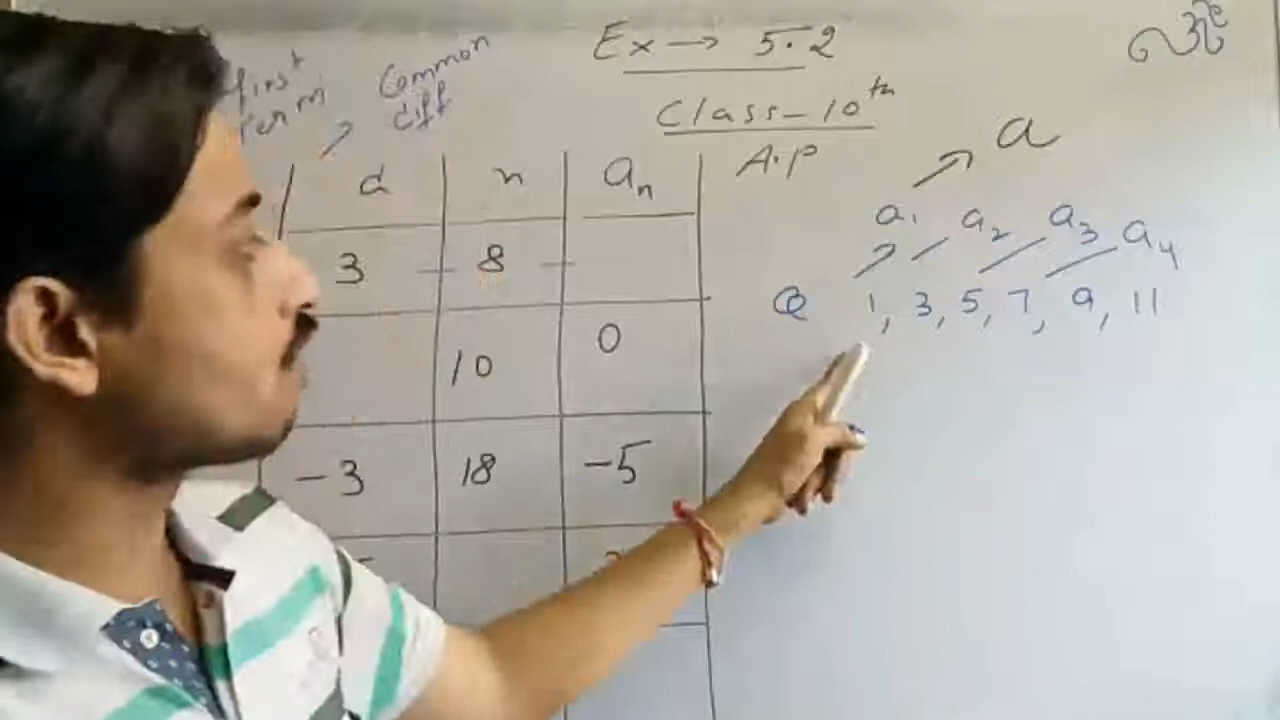 Ex → 5.2
Class-10th
first term
Common diff
A.P
a
d n an
a1 a2 a3 a4
3 8
Q 1, 3, 5, 7, 9, 11
10 0
-3 18 -5